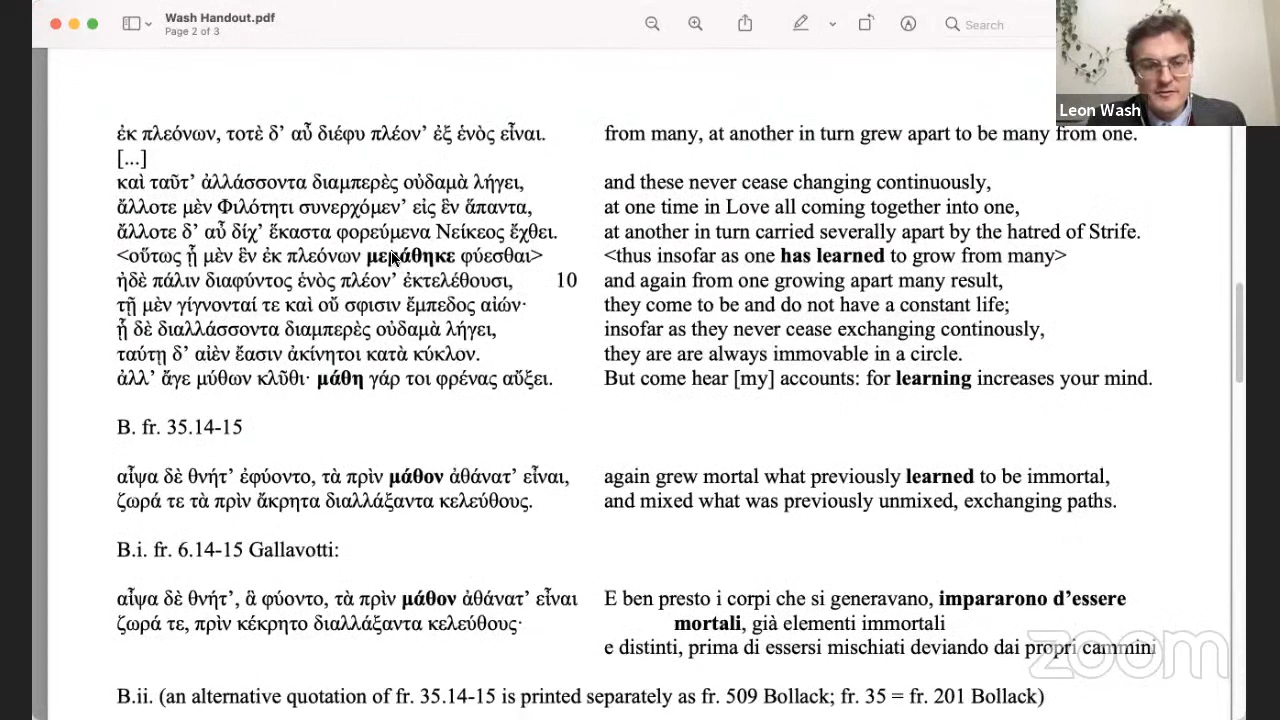 Wash Handout.pdf
Page 2 of 3
Search
Leon Wash
ἐκ πλεόνων, τοτὲ δ’ αὖ διέφυ πλέον’ ἐξ ἑνὸς εἶναι.
from many, at another in turn grew apart to be many from one.
[...]
καὶ ταῦτ’ ἀλλάσσοντα διαμπερὲς οὐδαμὰ λήγει,
and these never cease changing continuously,
ἄλλοτε μὲν Φιλότητι συνερχόμεν’ εἰς ἓν ἅπαντα,
at one time in Love all coming together into one,
ἄλλοτε δ’ αὖ δίχ’ ἕκαστα φορεύμενα Νείκεος ἔχθει.
at another in turn carried severally apart by the hatred of Strife.
<οὕτως ᾗ μὲν ἓν ἐκ πλεόνων μεμάθηκε φύεσθαι>
<thus insofar as one has learned to grow from many>
ἠδὲ πάλιν διαφύντος ἑνὸς πλέον’ ἐκτελέθουσι, 10
and again from one growing apart many result,
τῇ μὲν γίγνονταί τε καὶ οὔ σφισιν ἔμπεδος αἰών·
they come to be and do not have a constant life;
ᾗ δὲ διαλλάσσοντα διαμπερὲς οὐδαμὰ λήγει,
insofar as they never cease exchanging continously,
ταύτῃ δ’ αἰὲν ἔασιν ἀκίνητοι κατὰ κύκλον.
they are are always immovable in a circle.
ἀλλ’ ἄγε μύθων κλῦθι· μάθη γάρ τοι φρένας αὔξει.
But come hear [my] accounts: for learning increases your mind.
B. fr. 35.14-15
αἶψα δὲ θνήτ’ ἐφύοντο, τὰ πρὶν μάθον ἀθάνατ’ εἶναι,
again grew mortal what previously learned to be immortal,
ζωρά τε τὰ πρὶν ἄκρητα διαλλάξαντα κελεύθους.
and mixed what was previously unmixed, exchanging paths.
B.i. fr. 6.14-15 Gallavotti:
αἶψα δὲ θνήτ’, ἃ φύοντο, τὰ πρὶν μάθον ἀθάνατ’ εἶναι
E ben presto i corpi che si generavano, impararono d’essere
ζωρά τε, πρὶν κέκρητο διαλλάξαντα κελεύθους·
mortali, già elementi immortali
e distinti, prima di essersi mischiati deviando dai propri cammini
zoom
B.ii. (an alternative quotation of fr. 35.14-15 is printed separately as fr. 509 Bollack; fr. 35 = fr. 201 Bollack)